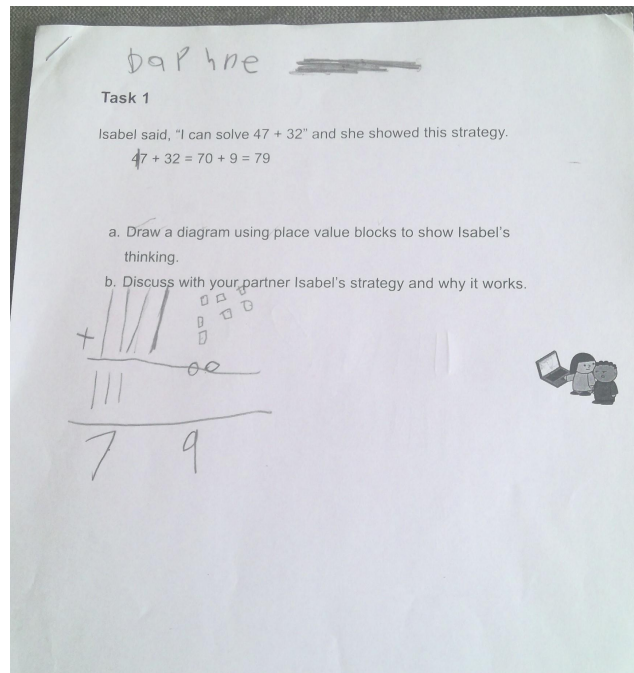 Daphne
Task 1
Isabel said, "I can solve 47 + 32" and she showed this strategy.
47 + 32 = 70 + 9 = 79
a. Draw a diagram using place value blocks to show Isabel's
thinking.
b. Discuss with your partner Isabel's strategy and why it works.
+
7 9